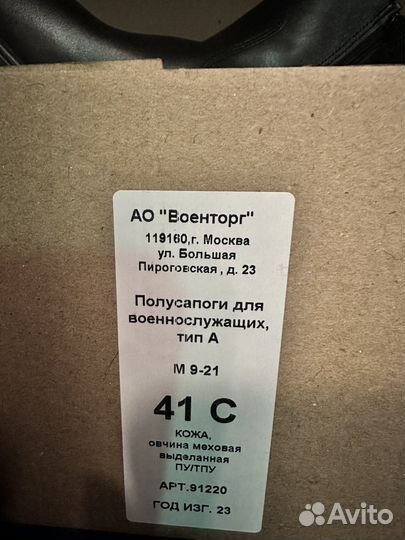 АО "Военторг"
119160,г. Москва
ул. Большая
Пироговская , д. 23
Полусапоги для
военнослужащих,
тип А
М 9-21
41 С
КОЖА,
овчина меховая
выделанная
ПУ/ТПУ
АРТ.91220
ГОД ИЗГ. 23
Avito